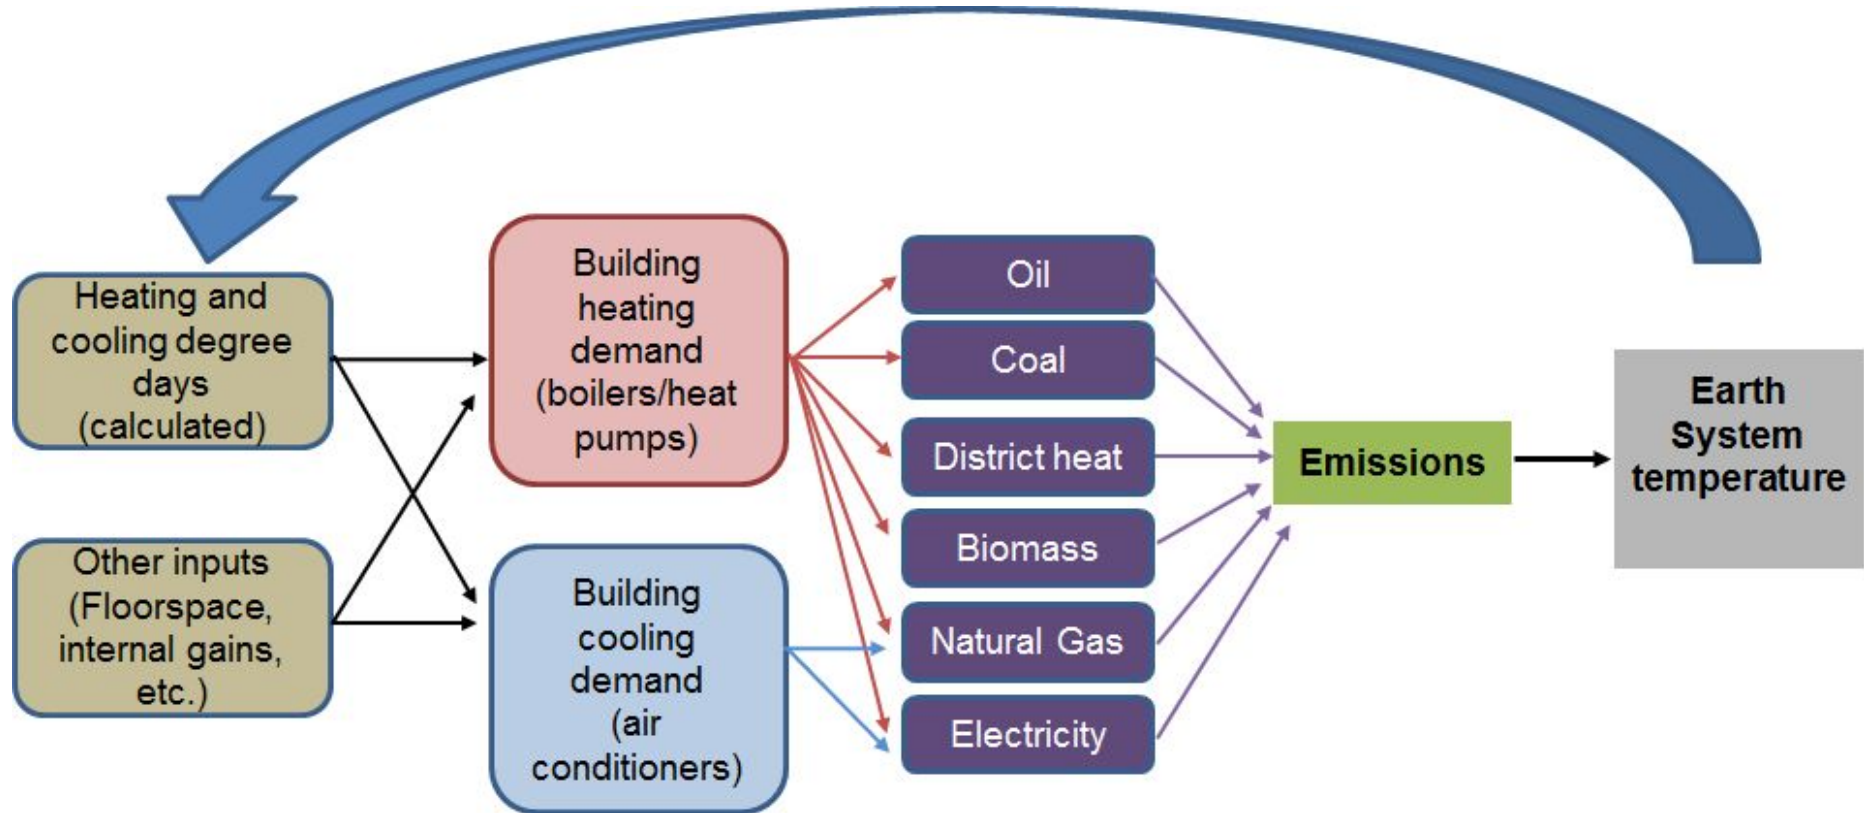 Heating and
cooling degree
days
(calculated)
Other inputs
(Floorspace,
internal gains,
etc.)
Building
heating
demand
(boilers/heat
pumps)
Building
cooling
demand
(air
conditioners)
Oil
Coal
District heat
Biomass
Natural Gas
Electricity
Emissions
Earth
System
temperature